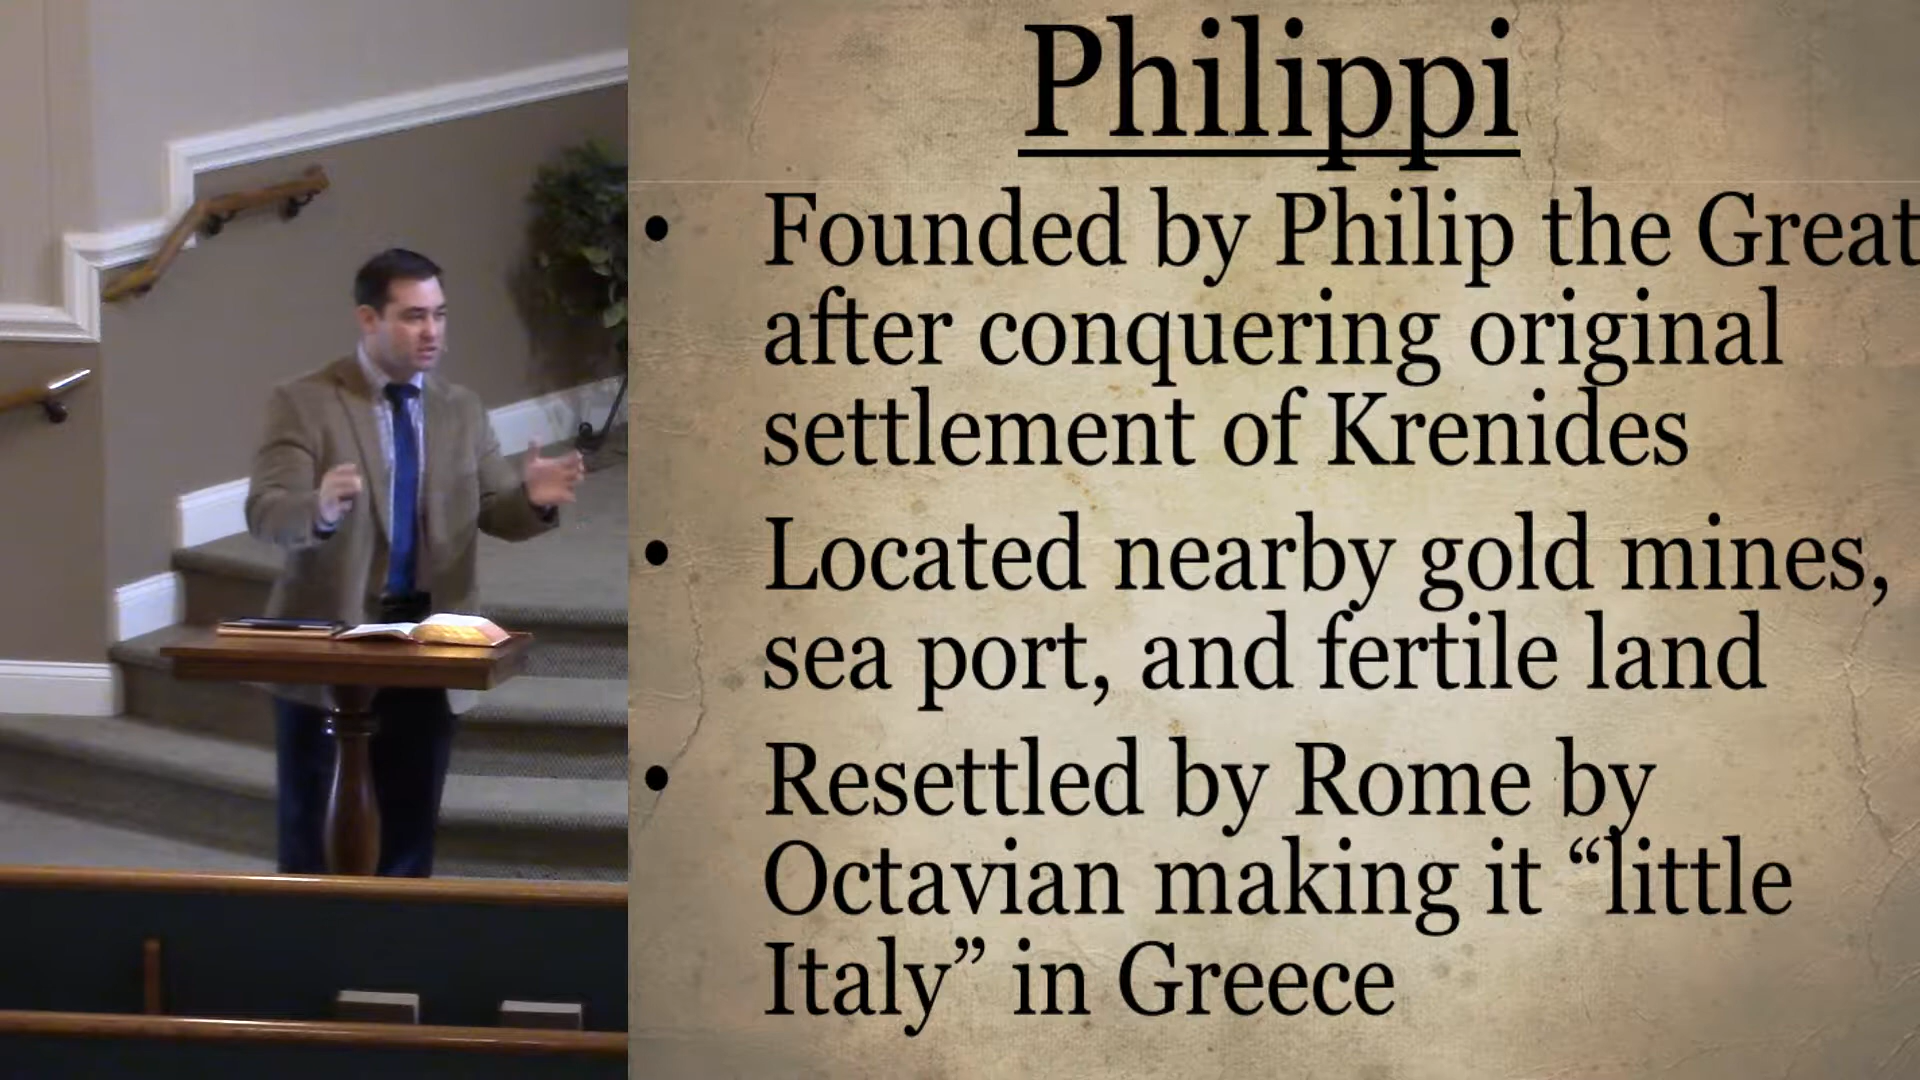 Philippi
• Founded by Philip the Great
after conquering original
settlement of Krenides
• Located nearby gold mines,
sea port, and fertile land
• Resettled by Rome by
Octavian making it “little
Italy” in Greece